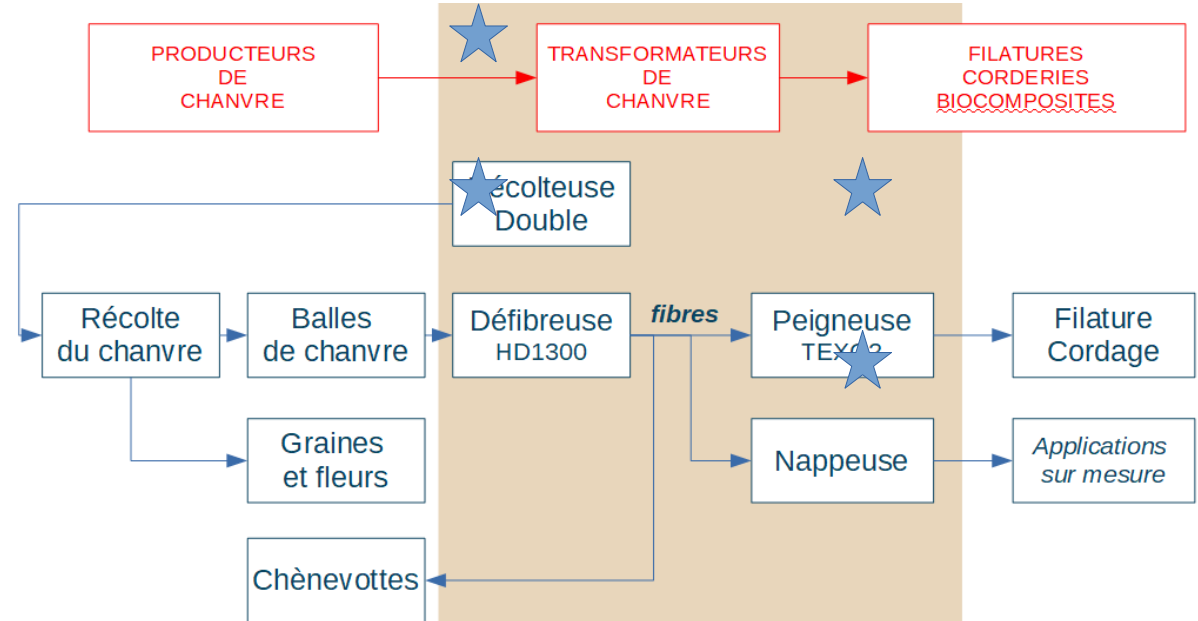 PRODUCTEURS
DE
CHANVRE
TRANSFORMATEURS
DE
CHANVRE
FILATURES
CORDERIES
BIOCOMPOSITES
Double
Récolte
du chanvre
Balles
de chanvre
Défibreuse
HD1300
fibres
Peigneuse
Filature
Cordage
Graines
et fleurs
Nappeuse
Applications
sur mesure
Chènevottes